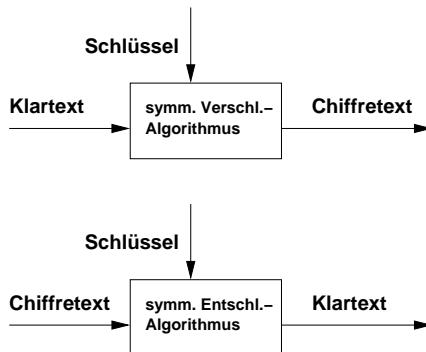 Schlüssel
Klartext
symm. Verschl.–
Algorithmus
Chiffretext
Schlüssel
Chiffretext
symm. Entschl.–
Algorithmus
Klartext